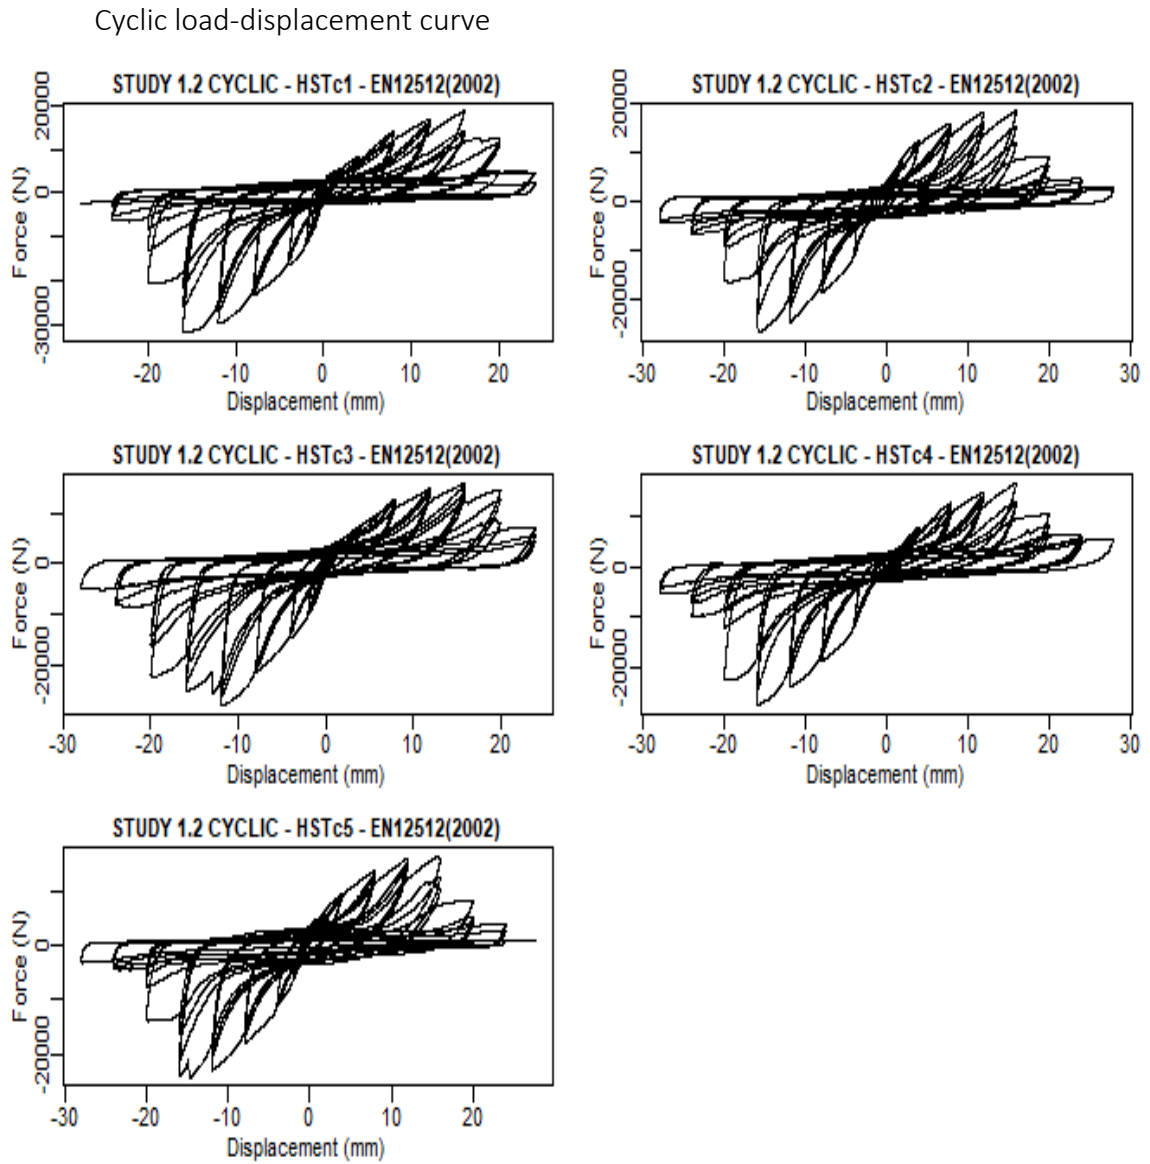 Cyclic load-displacement curve
STUDY 1.2 CYCLIC - HSTc1 - EN12512(2002)
Force (N)
20000
0
-30000
-20 -10 0 10 20
Displacement (mm)
STUDY 1.2 CYCLIC - HSTc2 - EN12512(2002)
Force (N)
20000
0
-20000
-30 -20 -10 0 10 20 30
Displacement (mm)
STUDY 1.2 CYCLIC - HSTc3 - EN12512(2002)
Force (N)
0
-20000
-30 -20 -10 0 10 20
Displacement (mm)
STUDY 1.2 CYCLIC - HSTc4 - EN12512(2002)
Force (N)
0
-20000
-30 -20 -10 0 10 20 30
Displacement (mm)
STUDY 1.2 CYCLIC - HSTc5 - EN12512(2002)
Force (N)
0
-20000
-30 -20 -10 0 10 20
Displacement (mm)